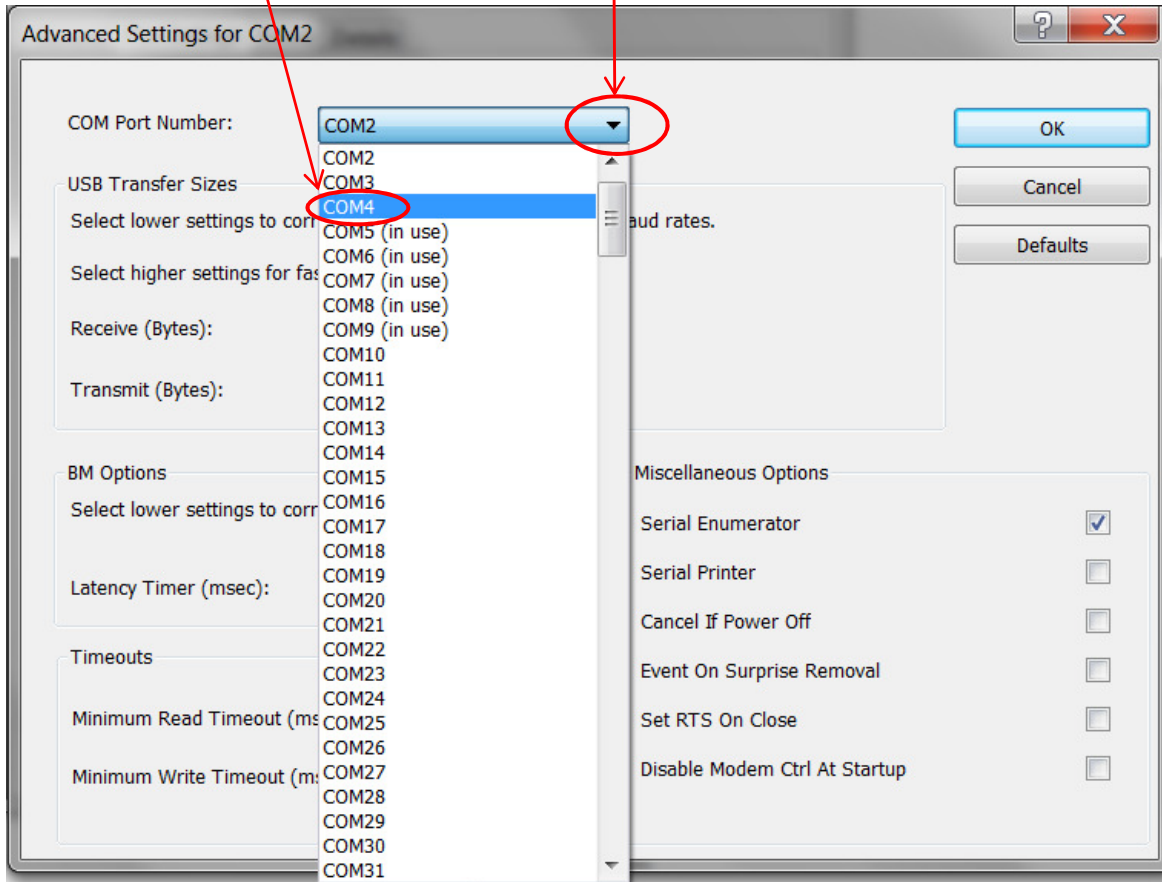 Advanced Settings for COM2
COM Port Number:
COM2
OK
Cancel
Defaults
COM2
COM3
COM4
COM5 (in use)
COM6 (in use)
COM7 (in use)
COM8 (in use)
COM9 (in use)
COM10
COM11
COM12
COM13
COM14
COM15
COM16
COM17
COM18
COM19
COM20
COM21
COM22
COM23
COM24
COM25
COM26
COM27
COM28
COM29
COM30
COM31
USB Transfer Sizes
Select lower settings to corr
aud rates.
Select higher settings for fas
Receive (Bytes):
Transmit (Bytes):
BM Options
Select lower settings to corr
Latency Timer (msec):
Timeouts
Minimum Read Timeout (ms
Minimum Write Timeout (ms
Miscellaneous Options
Serial Enumerator
Serial Printer
Cancel If Power Off
Event On Surprise Removal
Set RTS On Close
Disable Modem Ctrl At Startup